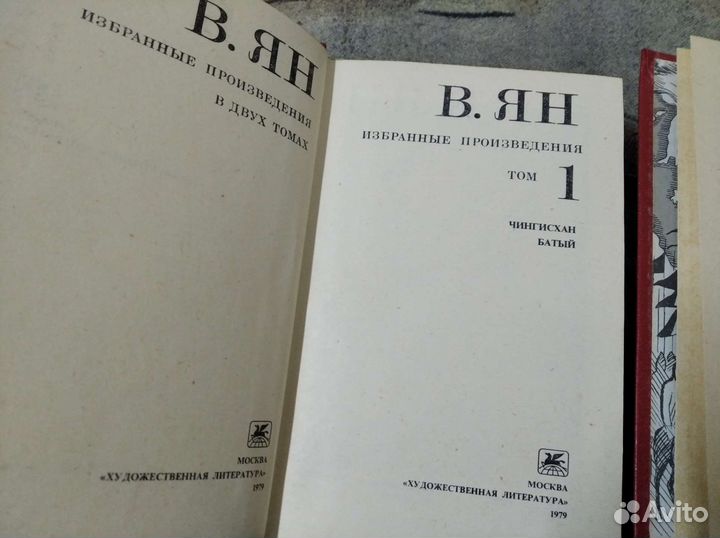 В. ЯН
ИЗБРАННЫЕ ПРОИЗВЕДЕНИЯ
В ДВУХ ТОМАХ
МОСКВА
«ХУДОЖЕСТВЕННАЯ ЛИТЕРАТУРА»
1979
В. ЯН
ИЗБРАННЫЕ ПРОИЗВЕДЕНИЯ
ТОМ 1
ЧИНГИСХАН
БАТЫЙ
МОСКВА
«ХУДОЖЕСТВЕННАЯ ЛИТЕРАТУРА»
1979
Avito